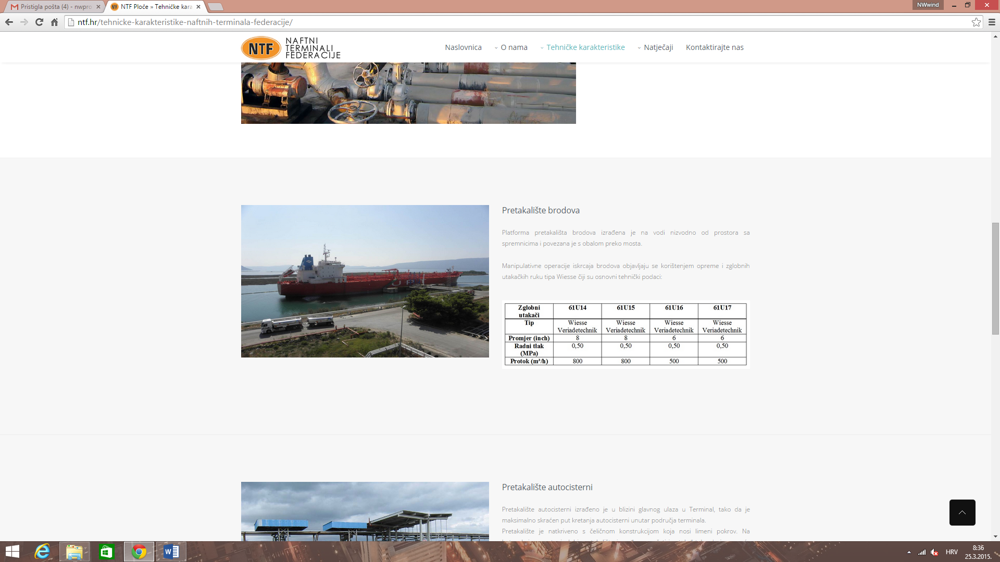 Pristigla pošta (4) - nwpro
NTF Ploče » Tehničke kara
NWwind
ntf.hr/tehnicke-karakteristike-naftnih-terminala-federacije/
NTF
NAFTNI
TERMINALI
FEDERACIJE
Naslovnica
O nama
Tehničke karakteristike
Natječaji
Kontaktirajte nas
Pretakalište brodova
Platforma pretakališta brodova izrađena je na vodi nizvodno od prostora sa
spremnicima i povezana je s obalom preko mosta.
Manipulativne operacije iskrcaja brodova objavljaju se korištenjem opreme i zglobnih
utakačkih ruku tipa Wiesse čiji su osnovni tehnički podaci:
Zglobni utakači 61U14 61U15 61U16 61U17
Tip Wiesse Veriadetechnik Wiesse Veriadetechnik Wiesse Veriadetechnik Wiesse Veriadetechnik
Promjer (inch) 8 8 6 6
Radni tlak (MPa) 0,50 0,50 0,50 0,50
Protok (m³/h) 800 800 500 500
Pretakalište autocisterni
Pretakalište autocisterni izrađeno je u blizini glavnog ulaza u Terminal, tako da je
maksimalno skraćen put kretanja autocisterni unutar područja terminala.
Pretakalište je natkriveno s čeličnom konstrukcijom koja nosi limeni pokrov. Na
HRV
8:36
25.3.2015.